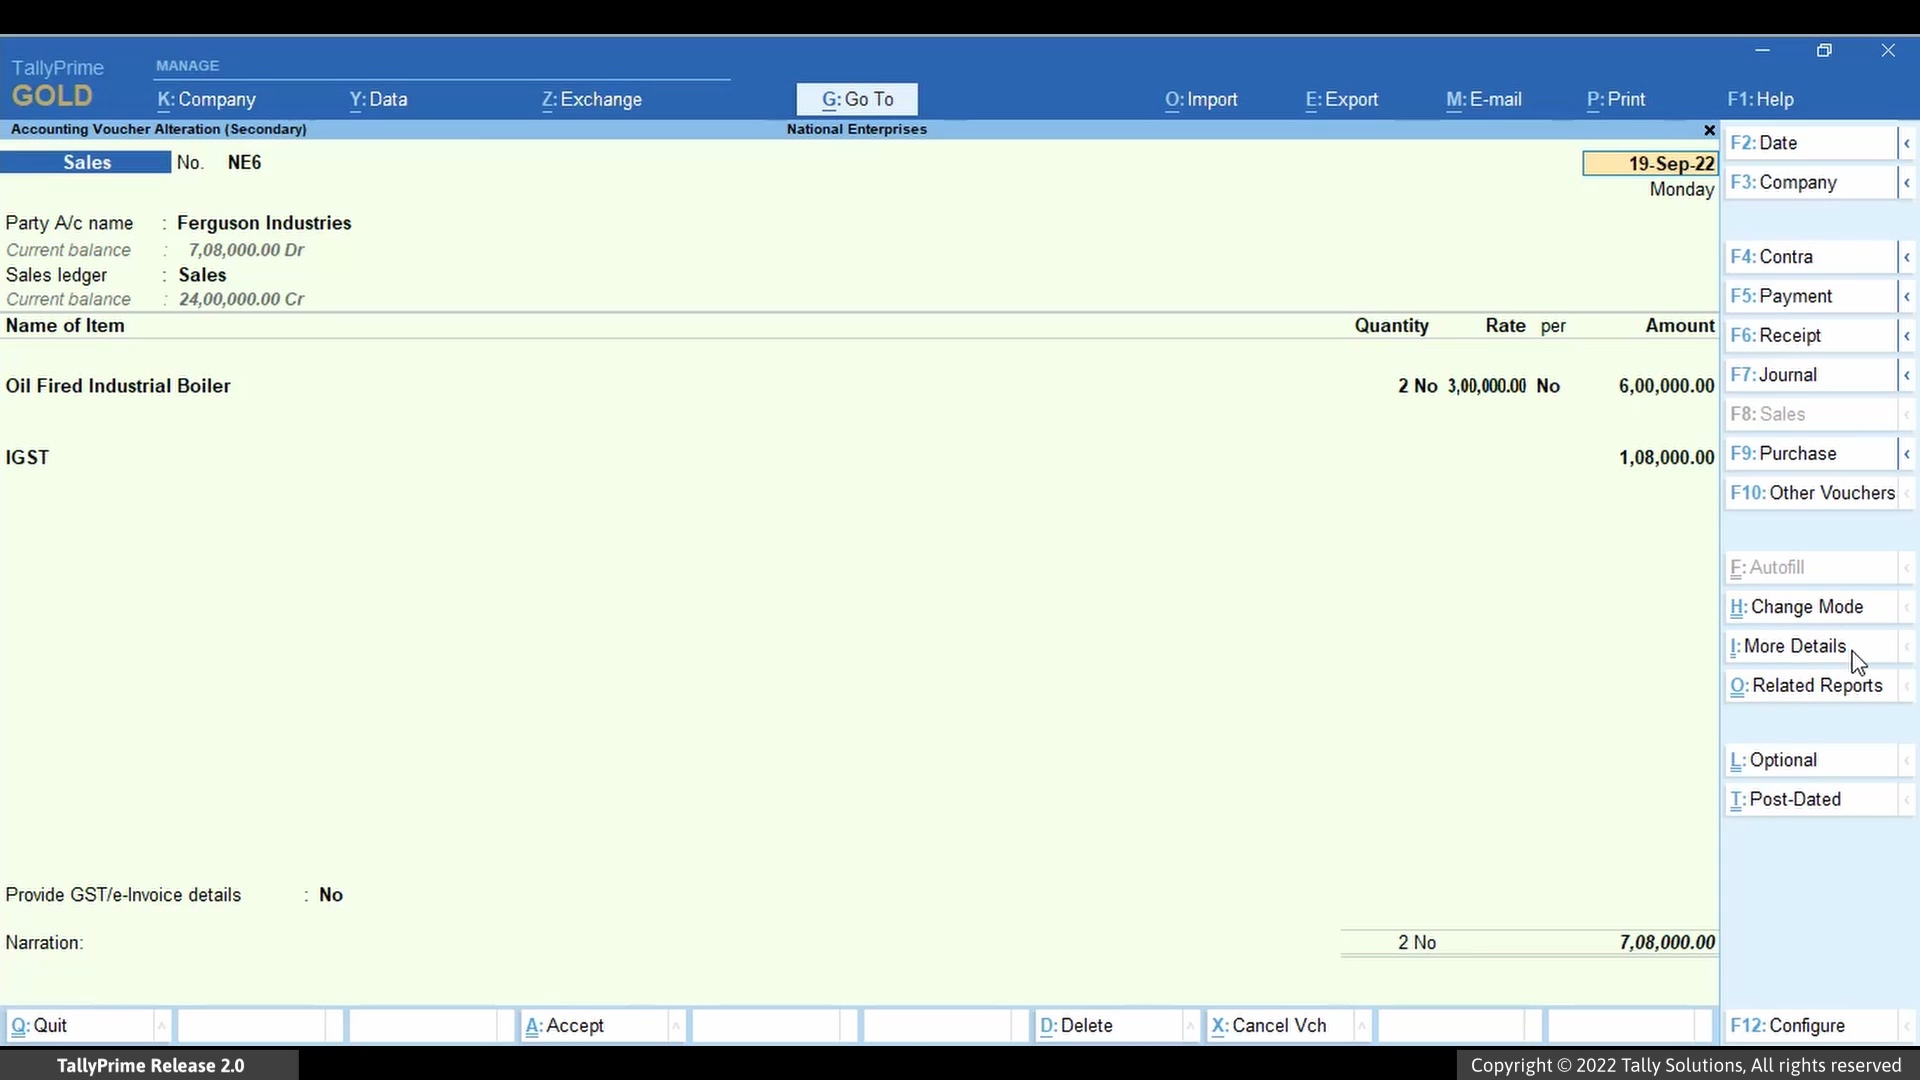 TallyPrime
GOLD
MANAGE
K: Company
Y: Data
Z: Exchange
G: Go To
O: Import
E: Export
M: E-mail
P: Print
F1: Help
Accounting Voucher Alteration (Secondary)
National Enterprises
Sales No. NE6
19-Sep-22
Monday
Party A/c name : Ferguson Industries
Current balance : 7,08,000.00 Dr
Sales ledger : Sales
Current balance : 24,00,000.00 Cr
Name of Item Quantity Rate per Amount
Oil Fired Industrial Boiler 2 No 3,00,000.00 No 6,00,000.00
IGST 1,08,000.00
Provide GST/e-Invoice details : No
Narration: 2 No 7,08,000.00
F2: Date
F3: Company
F4: Contra
F5: Payment
F6: Receipt
F7: Journal
F8: Sales
F9: Purchase
F10: Other Vouchers
F: Autofill
H: Change Mode
I: More Details
O: Related Reports
L: Optional
T: Post-Dated
Q: Quit
A: Accept
D: Delete
X: Cancel Vch
F12: Configure
TallyPrime Release 2.0
Copyright © 2022 Tally Solutions, All rights reserved